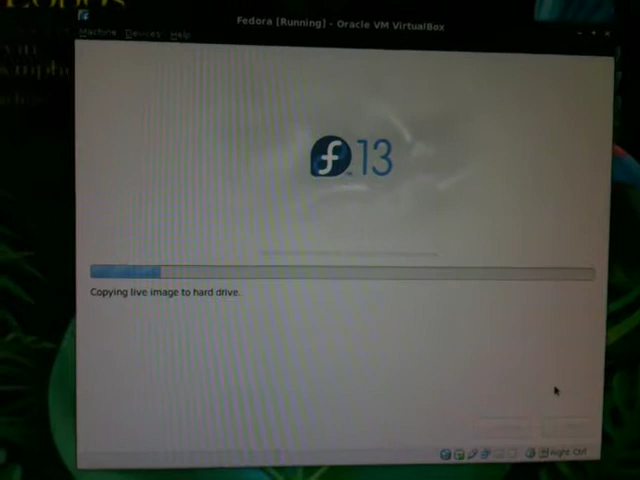 Fedora [Running] - Oracle VM VirtualBox
Machine Devices Help
f 13
Copying live image to hard drive.
Right Ctrl